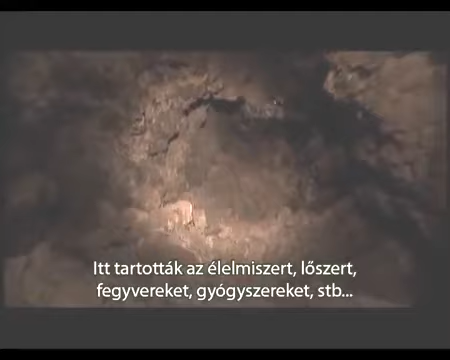 Itt tartották az élelmiszert, lőszert,
fegyvereket, gyógyszereket, stb...